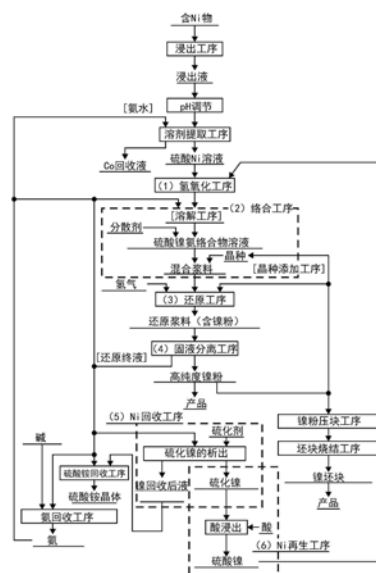 含Ni物
浸出工序
浸出液
pH调节
[氨水]
溶剂提取工序
Co回收液
硫酸Ni溶液
(1) 氢氧化工序
(2) 络合工序
[溶解工序]
分散剂
硫酸镍氨络合物溶液
晶种
混合浆料
[晶种添加工序]
氢气
(3) 还原工序
还原浆料（含镍粉）
[还原终液]
(4) 固液分离工序
高纯度镍粉
产品
(5) Ni回收工序
镍粉压块工序
硫化剂
碱
硫化镍的析出
坯块烧结工序
硫酸铵回收工序
镍回收后液
硫化镍
镍坯块
硫酸铵晶体
产品
氨回收工序
酸浸出
酸
氨
(6) Ni再生工序
硫酸镍